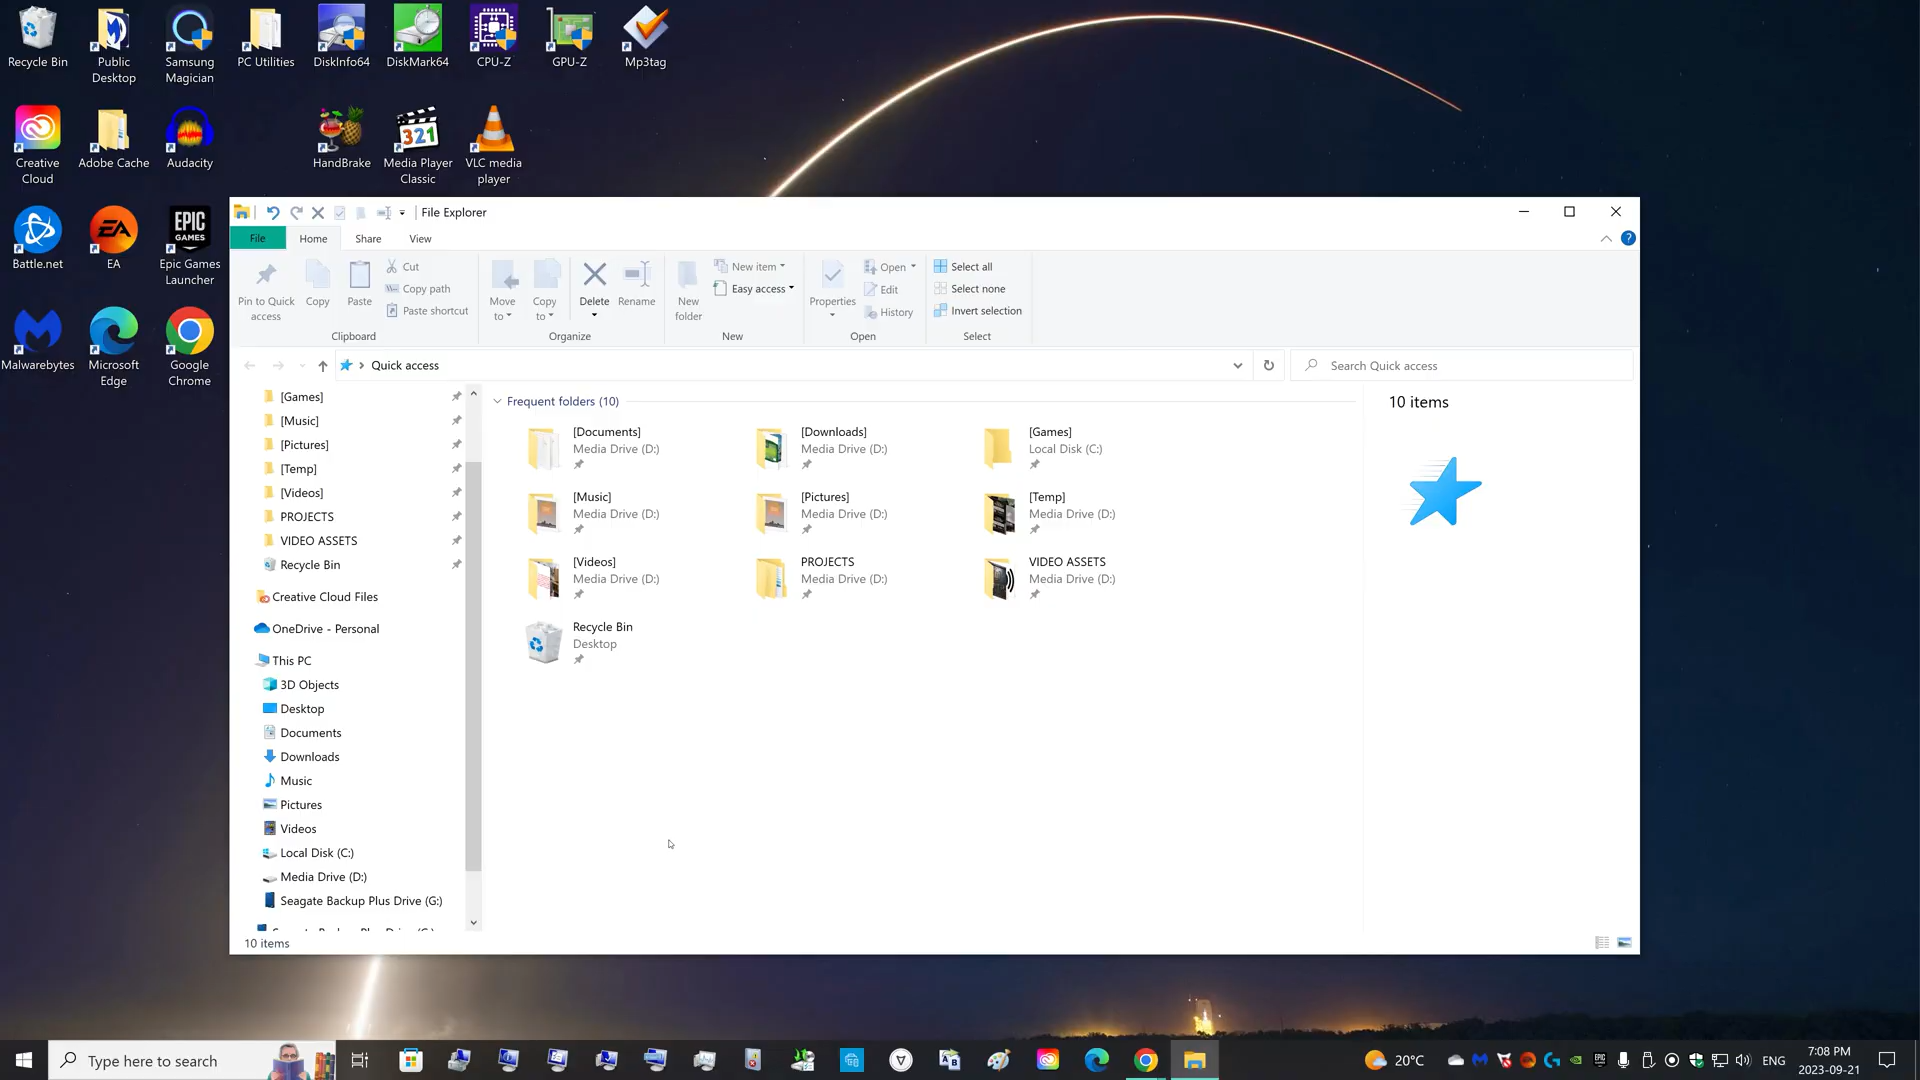 Recycle Bin
Public
Desktop
Samsung
Magician
PC Utilities
DiskInfo64
DiskMark64
CPU-Z
GPU-Z
Mp3tag
Creative
Cloud
Adobe Cache
Audacity
HandBrake
321
Media Player
Classic
VLC media
player
Battle.net
EA
EA
EPIC
GAMES
Epic Games
Launcher
Malwarebytes
Microsoft
Edge
Google
Chrome
File Explorer
File
Home
Share
View
Pin to Quick
access
Copy
Paste
Cut
Copy path
Paste shortcut
Clipboard
Move
to
Copy
to
Delete
Rename
Organize
New
folder
New item
Easy access
New
Properties
Open
Edit
History
Open
Select all
Select none
Invert selection
Select
Quick access
Search Quick access
[Games]
[Music]
[Pictures]
[Temp]
[Videos]
PROJECTS
VIDEO ASSETS
Recycle Bin
Creative Cloud Files
OneDrive - Personal
This PC
3D Objects
Desktop
Documents
Downloads
Music
Pictures
Videos
Local Disk (C:)
Media Drive (D:)
Seagate Backup Plus Drive (G:)
Frequent folders (10)
[Documents]
Media Drive (D:)
[Downloads]
Media Drive (D:)
[Games]
Local Disk (C:)
[Music]
Media Drive (D:)
[Pictures]
Media Drive (D:)
[Temp]
Media Drive (D:)
[Videos]
Media Drive (D:)
PROJECTS
Media Drive (D:)
VIDEO ASSETS
Media Drive (D:)
Recycle Bin
Desktop
10 items
10 items
Type here to search
20°C
ENG
7:08 PM
2023-09-21